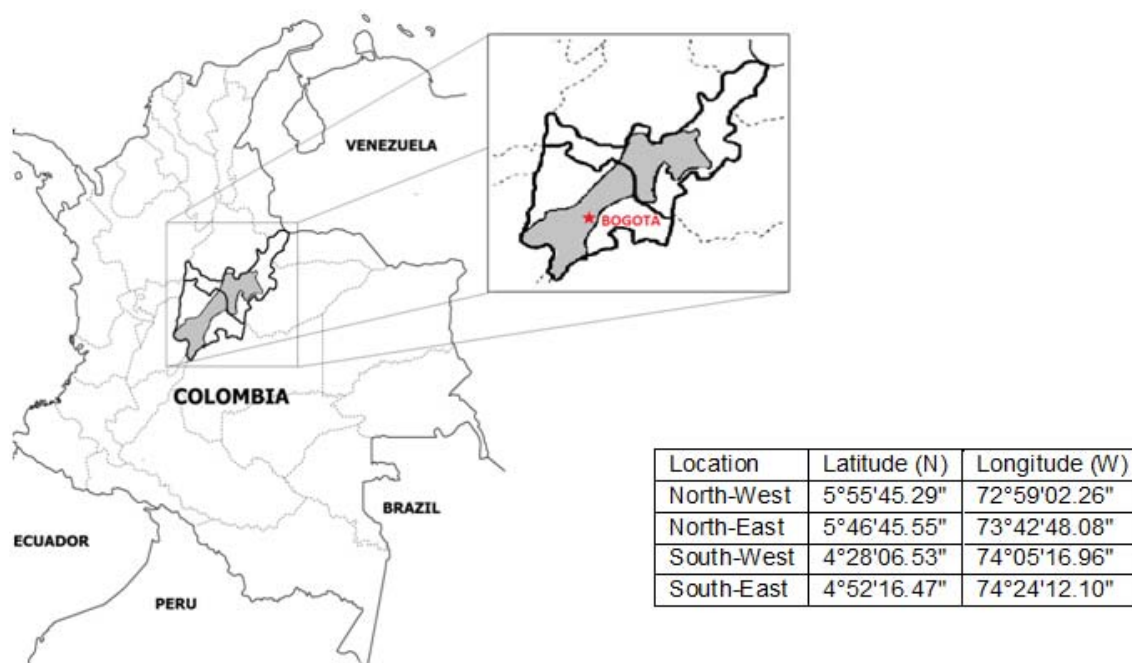 VENEZUELA
BOGOTA
COLOMBIA
BRAZIL
ECUADOR
PERU
Location Latitude (N) Longitude (W)
North-West 5°55'45.29" 72°59'02.26"
North-East 5°46'45.55" 73°42'48.08"
South-West 4°28'06.53" 74°05'16.96"
South-East 4°52'16.47" 74°24'12.10"